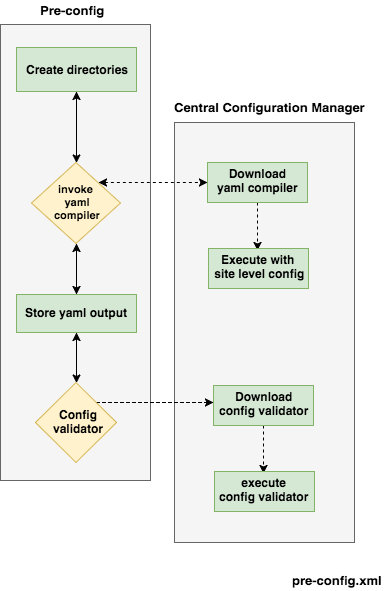 Pre-config
Create directories
invoke
yaml
compiler
Store yaml output
Config
validator
Central Configuration Manager
Download
yaml compiler
Execute with
site level config
Download
config validator
execute
config validator
pre-config.xml